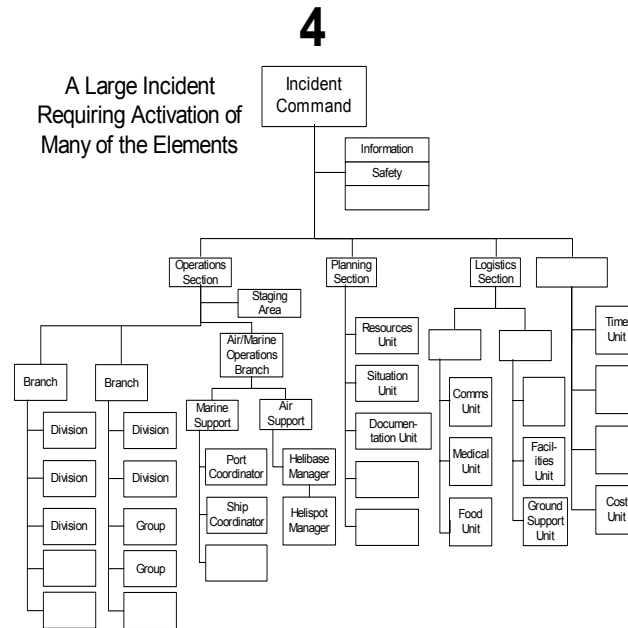 4
A Large Incident
Requiring Activation of
Many of the Elements
Incident
Command
Information
Safety
Operations
Section
Planning
Section
Logistics
Section
Staging
Area
Air/Marine
Operations
Branch
Branch
Branch
Marine
Support
Air
Support
Division
Division
Division
Division
Division
Group
Group
Port
Coordinator
Ship
Coordinator
Helibase
Manager
Helispot
Manager
Resources
Unit
Situation
Unit
Documen-
tation Unit
Comms
Unit
Medical
Unit
Food
Unit
Facil-
ities
Unit
Ground
Support
Unit
Time
Unit
Cost
Unit